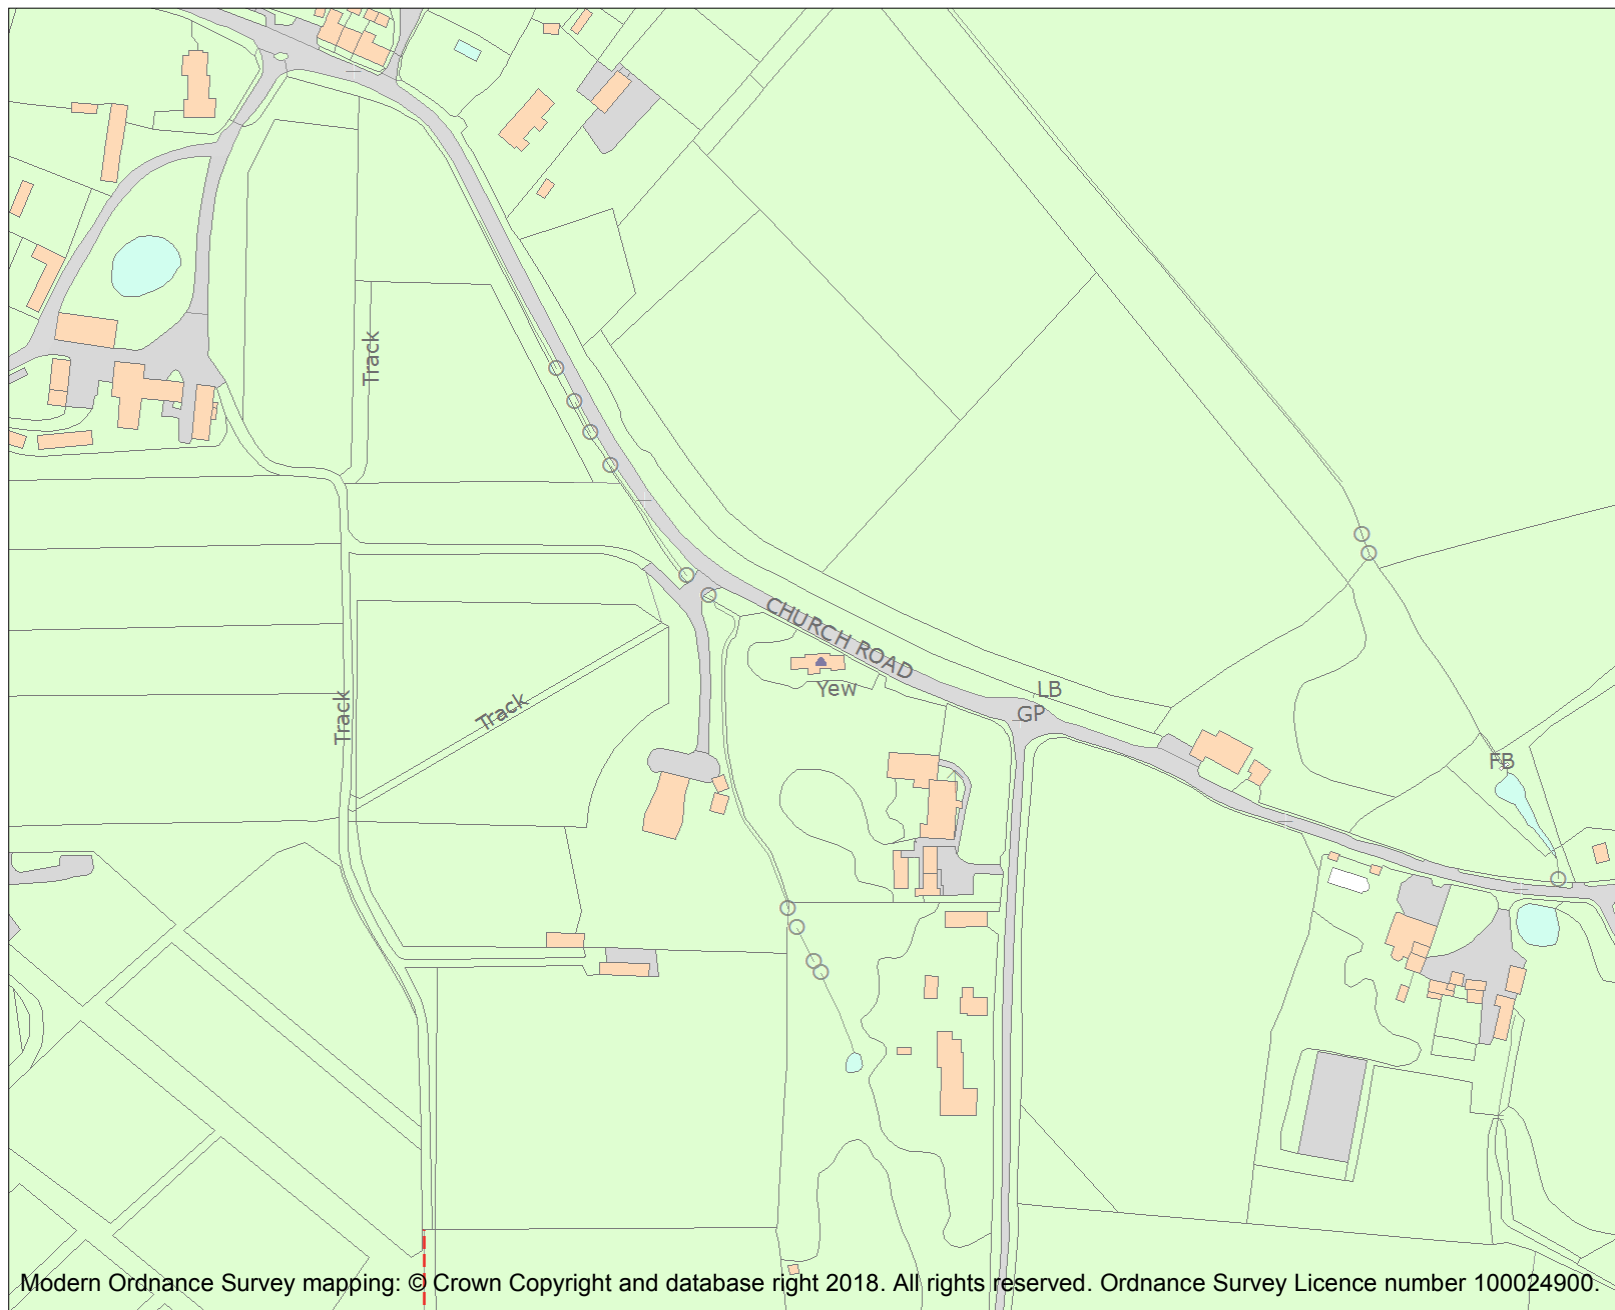 Track
CHURCH ROAD
Yew
LB
GP
Track
Track
FB
Modern Ordnance Survey mapping: © Crown Copyright and database right 2018. All rights reserved. Ordnance Survey Licence number 100024900.